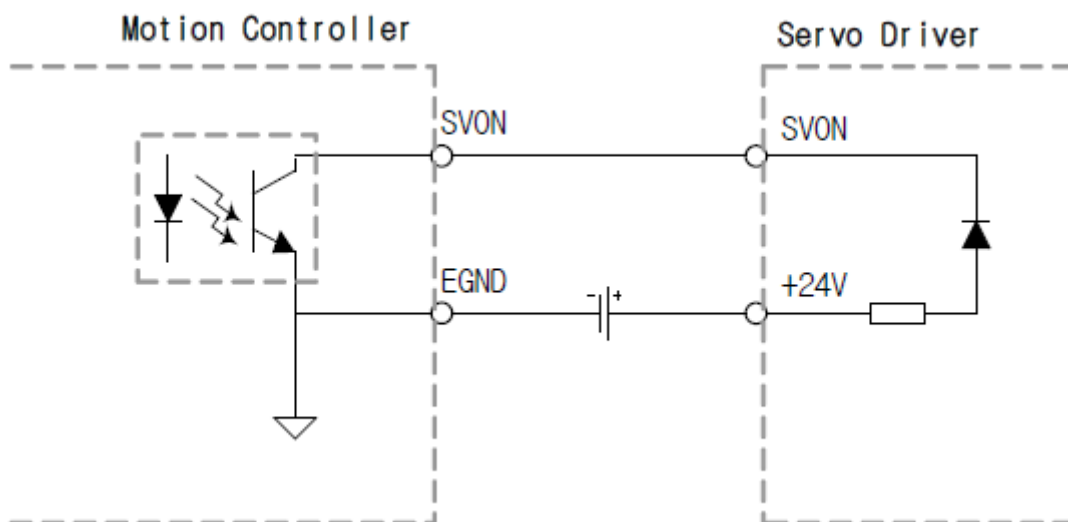 Motion Controller
Servo Driver
SVON
SVON
EGND
- +
+24V